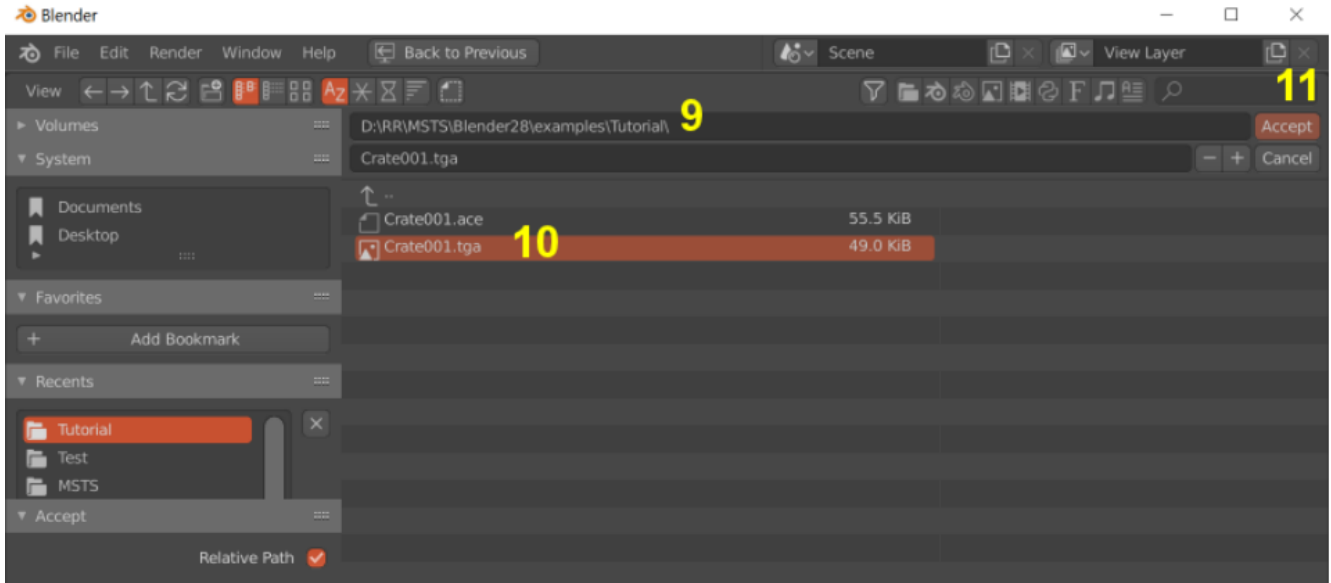 Blender
File Edit Render Window Help Back to Previous Scene View Layer
View 11
Volumes D:\RR\MSTS\Blender28\examples\Tutorial\ 9 Accept
System Crate001.tga Cancel
..
Documents Crate001.ace 55.5 KiB
Desktop Crate001.tga 10 49.0 KiB
Favorites
+ Add Bookmark
Recents
Tutorial
Test
MSTS
Accept
Relative Path